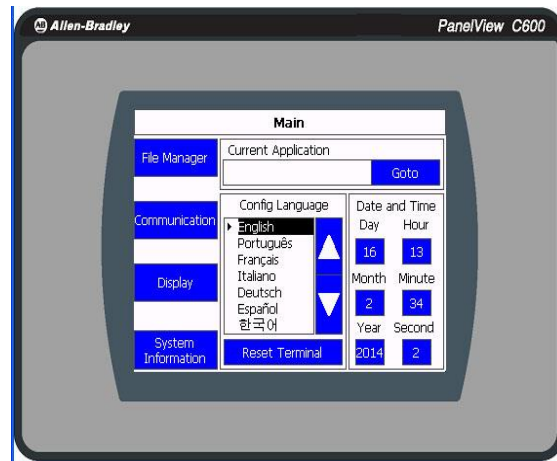 Allen-Bradley
PanelView C600
Main
File Manager
Current Application
Goto
Communication
Config Language
English
Português
Français
Italiano
Deutsch
Español
한국어
Date and Time
Day Hour
16 13
Month Minute
2 34
Year Second
2014 2
Display
System
Information
Reset Terminal